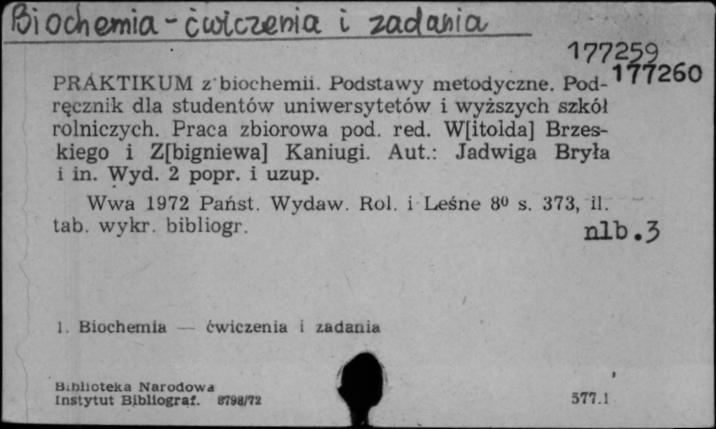 Biochemia - ćwiczenia i zadania
177259
177260
PRAKTIKUM z biochemii. Podstawy metodyczne. Pod-
ręcznik dla studentów uniwersytetów i wyższych szkół
rolniczych. Praca zbiorowa pod. red. W[itolda] Brzes-
kiego i Z[bigniewa] Kaniugi. Aut.: Jadwiga Bryła
i in. Wyd. 2 popr. i uzup.
Wwa 1972 Państ. Wydaw. Rol. i Leśne 8⁰ s. 373, il.
tab. wykr. bibliogr.
nlb.3
1. Biochemia — ćwiczenia i zadania
Biblioteka Narodowa
Instytut Bibliograf. 8798/72
577.1